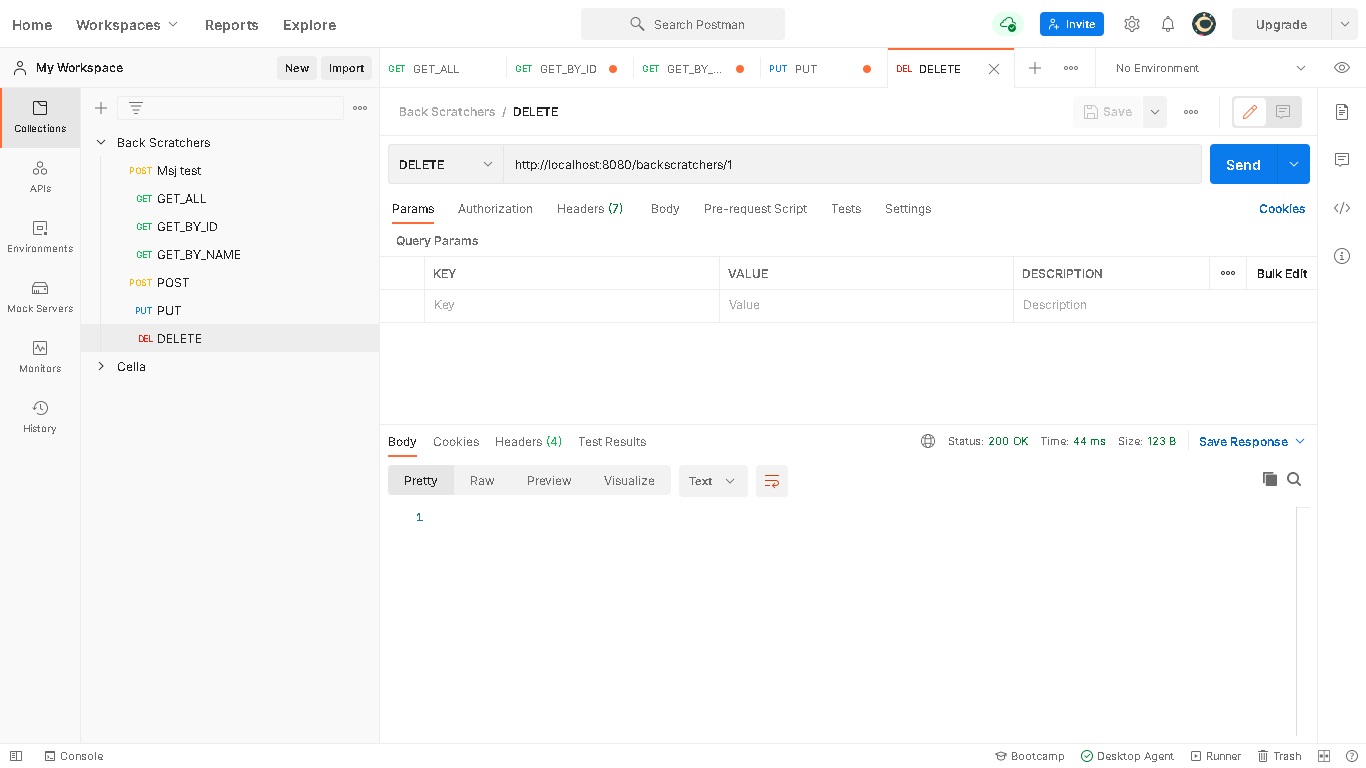 Home Workspaces Reports Explore Search Postman Invite Upgrade
My Workspace New Import GET GET_ALL GET GET_BY_ID GET GET_BY_... PUT PUT DEL DELETE No Environment
Collections
APIs
Environments
Mock Servers
Monitors
History
Back Scratchers
POST Msj test
GET GET_ALL
GET GET_BY_ID
GET GET_BY_NAME
POST POST
PUT PUT
DEL DELETE
Cella
Back Scratchers / DELETE Save
DELETE http://localhost:8080/backscratchers/1 Send
Params Authorization Headers (7) Body Pre-request Script Tests Settings Cookies
Query Params
KEY VALUE DESCRIPTION Bulk Edit
Key Value Description
Body Cookies Headers (4) Test Results Status: 200 OK Time: 44 ms Size: 123 B Save Response
Pretty Raw Preview Visualize Text
1
Console Bootcamp Desktop Agent Runner Trash